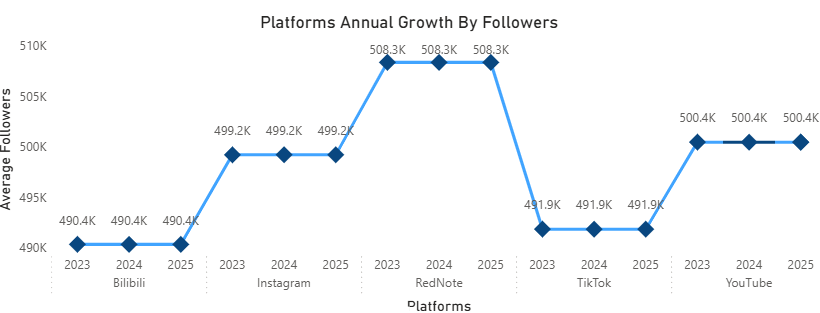 Platforms Annual Growth By Followers
Average Followers
510K
505K
500K
495K
490K
490.4K 490.4K 490.4K
499.2K 499.2K 499.2K
508.3K 508.3K 508.3K
491.9K 491.9K 491.9K
500.4K 500.4K 500.4K
2023 2024 2025 2023 2024 2025 2023 2024 2025 2023 2024 2025 2023 2024 2025
Bilibili Instagram RedNote TikTok YouTube
Platforms